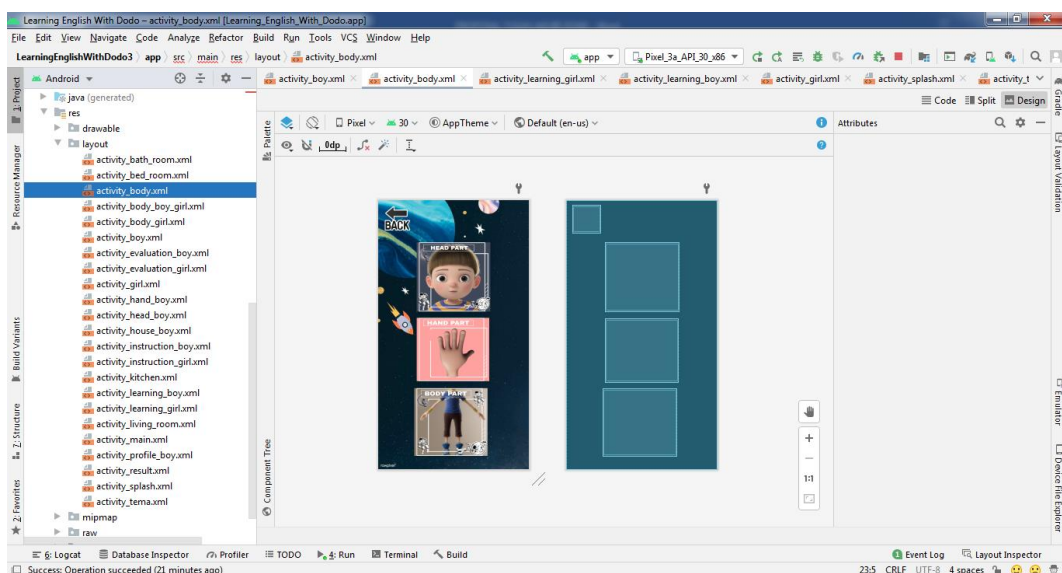 Learning English With Dodo – activity_body.xml [Learning_English_With_Dodo.app]
File Edit View Navigate Code Analyze Refactor Build Run Tools VCS Window Help
LearningEnglishWithDodo3 app src main res layout activity_body.xml app Pixel_3a_API_30_x86
Android activity_boy.xml activity_body.xml activity_learning_girl.xml activity_learning_boy.xml activity_girl.xml activity_splash.xml activity_t
java (generated) Code Split Design
res
drawable Pixel 30 AppTheme Default (en-us) Attributes
layout 0dp
activity_bath_room.xml
activity_bed_room.xml
activity_body.xml
activity_body_boy_girl.xml
activity_body_girl.xml
activity_boy.xml
activity_evaluation_boy.xml
activity_evaluation_girl.xml
activity_girl.xml
activity_hand_boy.xml
activity_head_boy.xml
activity_house_boy.xml
activity_instruction_boy.xml
activity_instruction_girl.xml
activity_kitchen.xml
activity_learning_boy.xml
activity_learning_girl.xml
activity_living_room.xml
activity_main.xml
activity_profile_boy.xml
activity_result.xml
activity_splash.xml
activity_tema.xml
mipmap
raw
1: Project
Resource Manager
Build Variants
7: Structure
2: Favorites
Palette
Component Tree
BACK
HEAD PART
HAND PART
BODY PART
1:1
Gradle
Layout Validation
Emulator
Device File Explorer
6: Logcat Database Inspector Profiler TODO 4: Run Terminal Build Event Log Layout Inspector
Success: Operation succeeded (21 minutes ago) 23:5 CRLF UTF-8 4 spaces